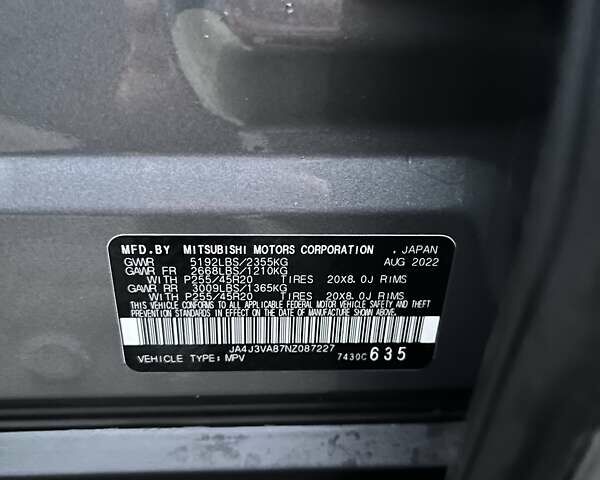 MFD.BY MITSUBISHI MOTORS CORPORATION . JAPAN
GVWR 5192LBS/2355KG AUG 2022
GAWR FR 2668LBS/1210KG
WITH P255/45R20 TIRES 20X8.0J RIMS
GAWR RR 3009LBS/1365KG
WITH P255/45R20 TIRES 20X8.0J RIMS
THIS VEHICLE CONFORMS TO ALL APPLICABLE FEDERAL MOTOR VEHICLE SAFETY AND
THEFT PREVENTION STANDARDS IN EFFECT ON THE DATE OF MANUFACTURE SHOWN ABOVE.
JA4J3VA87NZ087227
VEHICLE TYPE: MPV 7430C 635